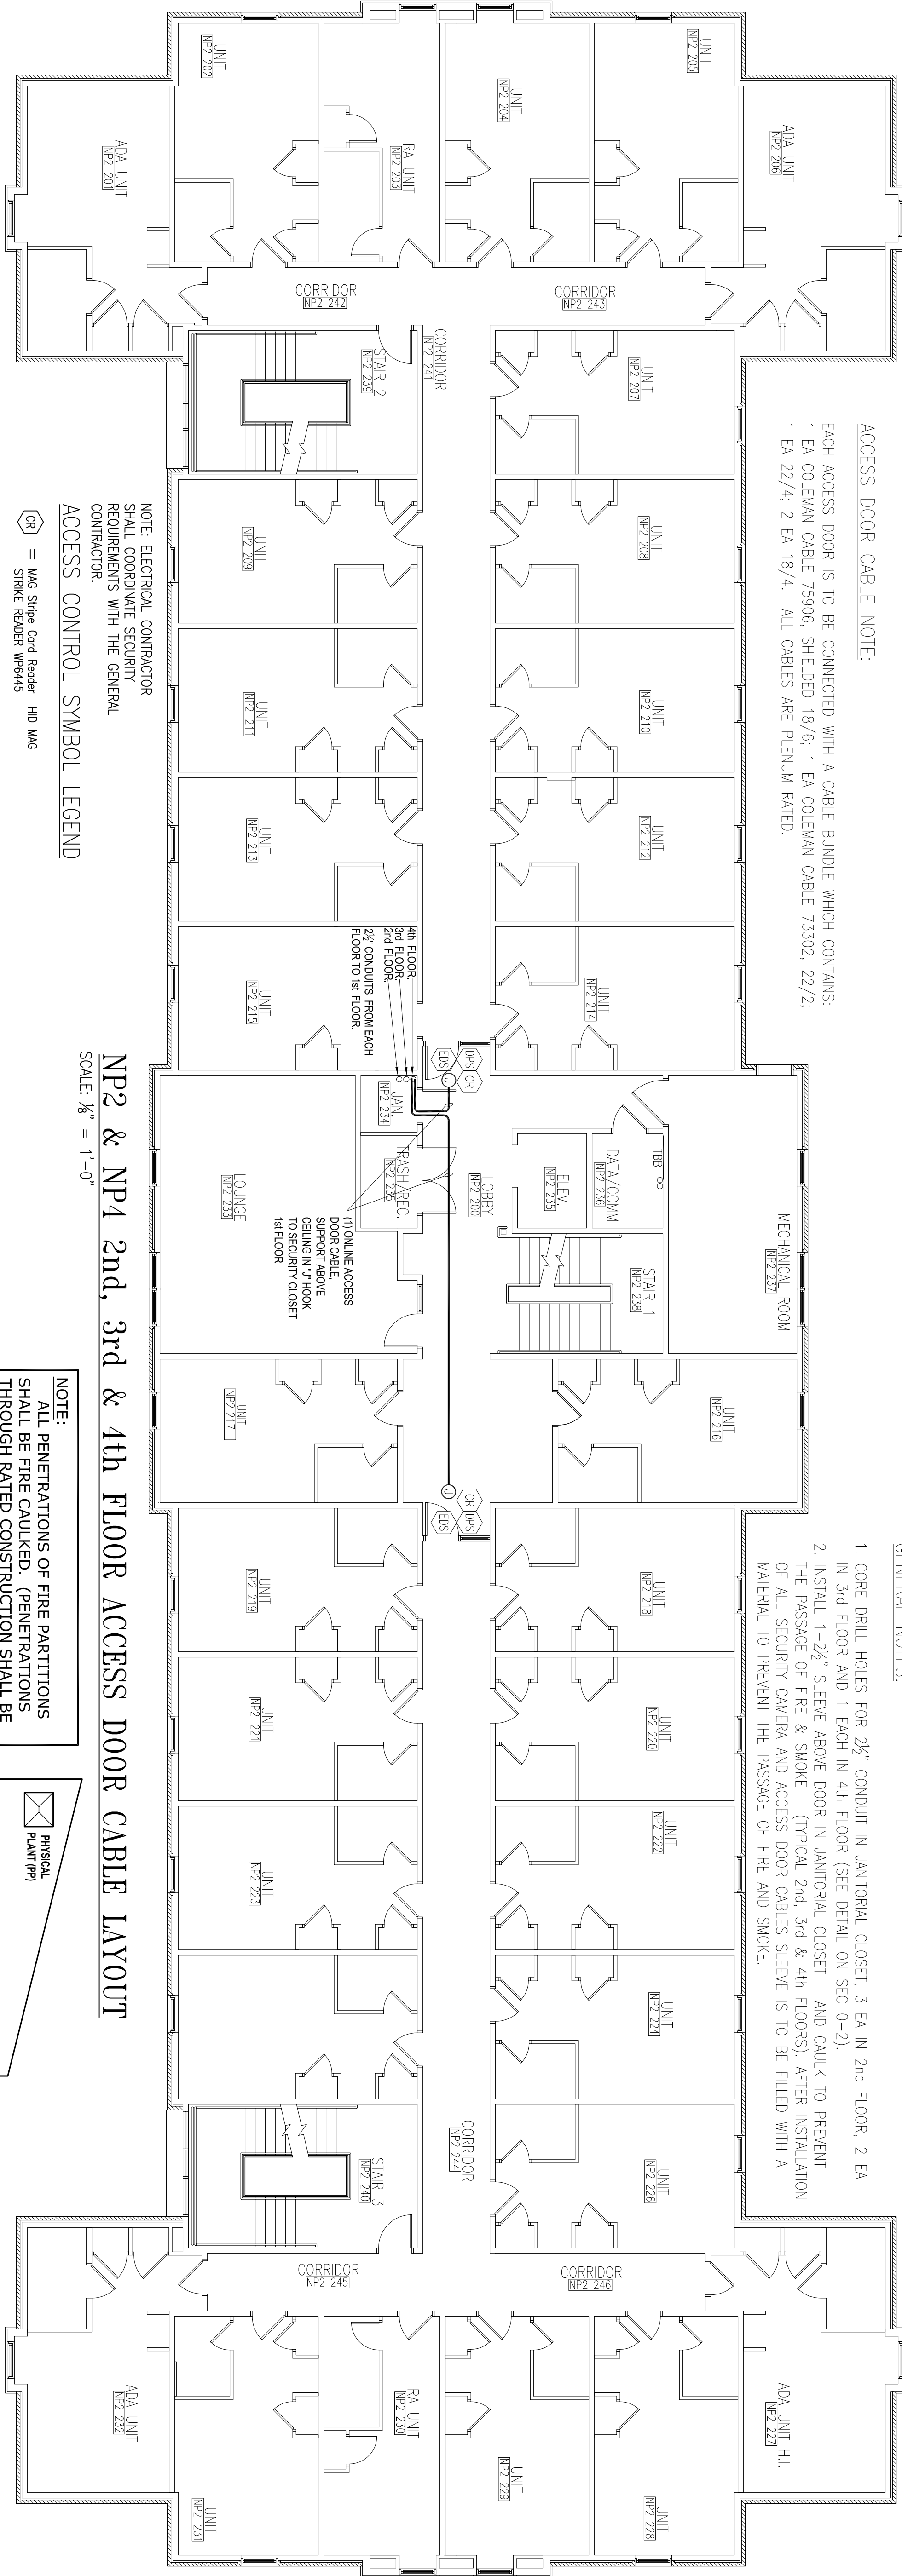 ACCESS DOOR CABLE NOTE:
EACH ACCESS DOOR IS TO BE CONNECTED WITH A CABLE BUNDLE WHICH CONTAINS:
1 EA COLEMAN CABLE 75906, SHIELDED 18/6; 1 EA COLEMAN CABLE 73302, 22/2;
1 EA 22/4; 2 EA 18/4. ALL CABLES ARE PLENUM RATED.
GENERAL NOTES:
1. CORE DRILL HOLES FOR 2½" CONDUIT IN JANITORIAL CLOSET, 3 EA IN 2nd FLOOR, 2 EA
IN 3rd FLOOR AND 1 EACH IN 4th FLOOR (SEE DETAIL ON SEC 0-2).
2. INSTALL 1-2½" SLEEVE ABOVE DOOR IN JANITORIAL CLOSET AND CAULK TO PREVENT
THE PASSAGE OF FIRE & SMOKE (TYPICAL 2nd, 3rd & 4th FLOORS). AFTER INSTALLATION
OF ALL SECURITY CAMERA AND ACCESS DOOR CABLES SLEEVE IS TO BE FILLED WITH A
MATERIAL TO PREVENT THE PASSAGE OF FIRE AND SMOKE.
ADA UNIT
NP2 206
UNIT
NP2 205
UNIT
NP2 204
RA UNIT
NP2 203
UNIT
NP2 202
ADA UNIT
NP2 201
CORRIDOR
NP2 243
CORRIDOR
NP2 242
CORRIDOR
NP2 241
STAIR 2
NP2 239
UNIT
NP2 207
UNIT
NP2 208
UNIT
NP2 210
UNIT
NP2 212
UNIT
NP2 214
UNIT
NP2 209
UNIT
NP2 211
UNIT
NP2 213
UNIT
NP2 215
4th FLOOR.
3rd FLOOR.
2nd FLOOR.
2½" CONDUITS FROM EACH
FLOOR TO 1st FLOOR.
DPS
CR
EDS
J
JAN.
NP2 234
TRASH/REC.
NP2 235
LOUNGE
NP2 233
LOBBY
NP2 200
ELEV.
NP2 235
DATA/COMM
NP2 236
TBB
MECHANICAL ROOM
NP2 237
STAIR 1
NP2 238
(1) ONLINE ACCESS
DOOR CABLE,
SUPPORT ABOVE
CEILING IN "J" HOOK
TO SECURITY CLOSET
1st FLOOR
UNIT
NP2 216
UNIT
NP2 217
J
CR
DPS
EDS
UNIT
NP2 218
UNIT
NP2 220
UNIT
NP2 222
UNIT
NP2 224
UNIT
NP2 226
UNIT
NP2 219
UNIT
NP2 221
UNIT
NP2 223
CORRIDOR
NP2 244
STAIR 3
NP2 240
CORRIDOR
NP2 246
CORRIDOR
NP2 245
ADA UNIT H.I.
NP2 227
UNIT
NP2 228
UNIT
NP2 229
RA UNIT
NP2 230
UNIT
NP2 231
ADA UNIT
NP2 232
NOTE: ELECTRICAL CONTRACTOR
SHALL COORDINATE SECURITY
REQUIREMENTS WITH THE GENERAL
CONTRACTOR.
ACCESS CONTROL SYMBOL LEGEND
CR = MAG Stripe Card Reader HID MAG
STRIKE READER WP6445
NP2 & NP4 2nd, 3rd & 4th FLOOR ACCESS DOOR CABLE LAYOUT
SCALE: ⅛" = 1'-0"
NOTE:
ALL PENETRATIONS OF FIRE PARTITIONS
SHALL BE FIRE CAULKED. (PENETRATIONS
THROUGH RATED CONSTRUCTION SHALL BE
PHYSICAL
PLANT (PP)